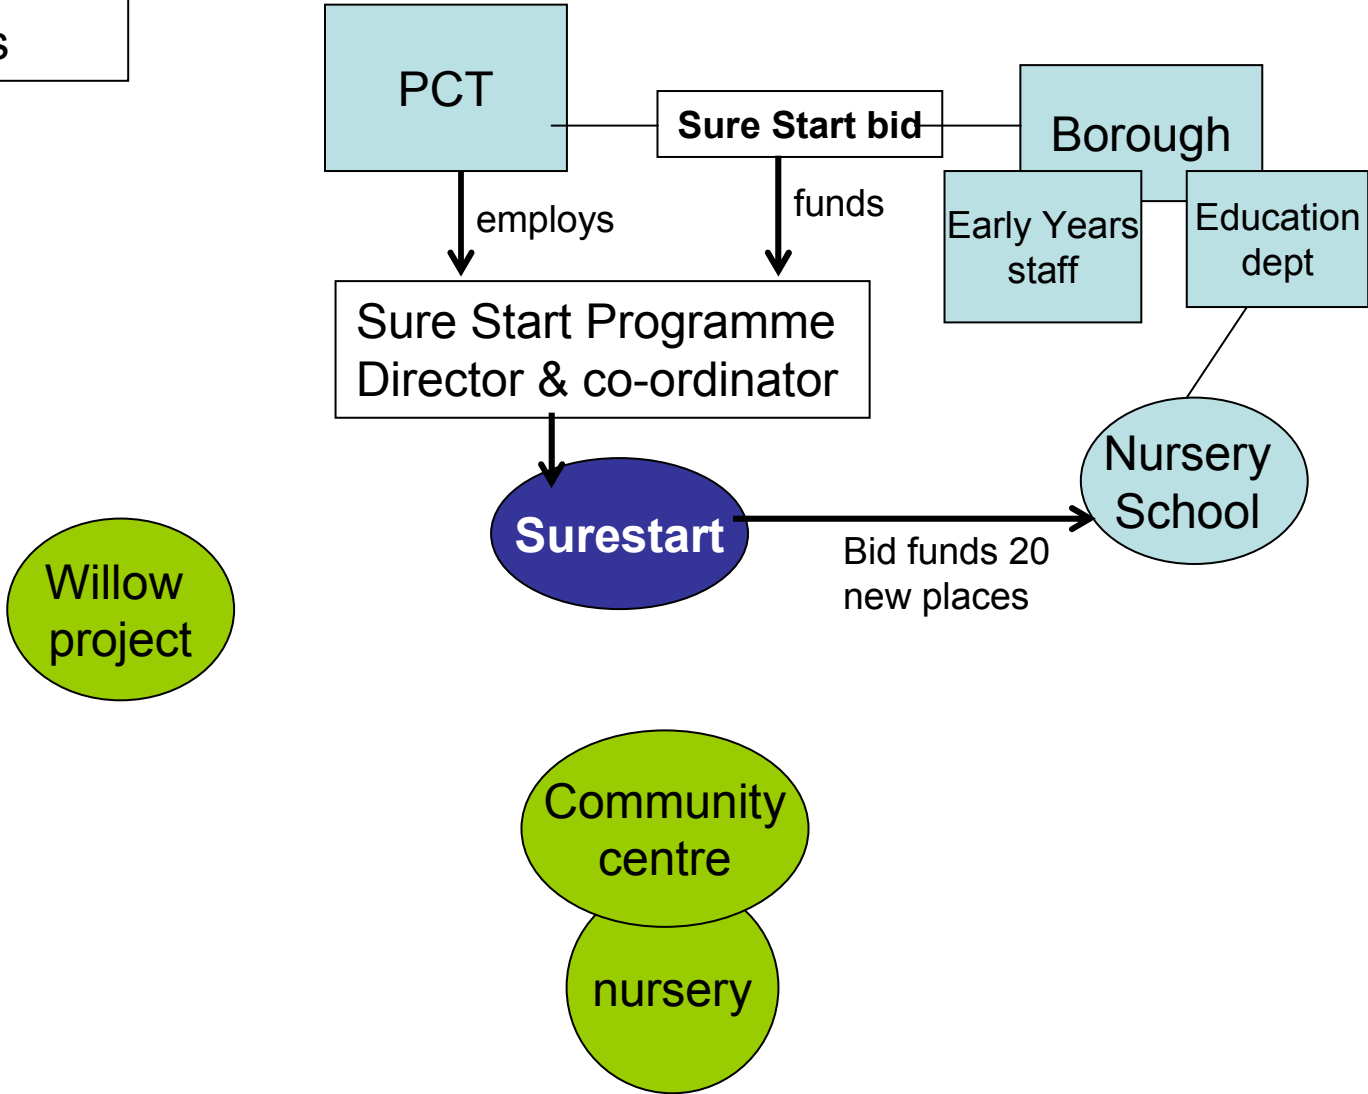 s
PCT
Sure Start bid
Borough
employs
funds
Early Years
staff
Education
dept
Sure Start Programme
Director & co-ordinator
Nursery
School
Surestart
Bid funds 20
new places
Willow
project
Community
centre
nursery